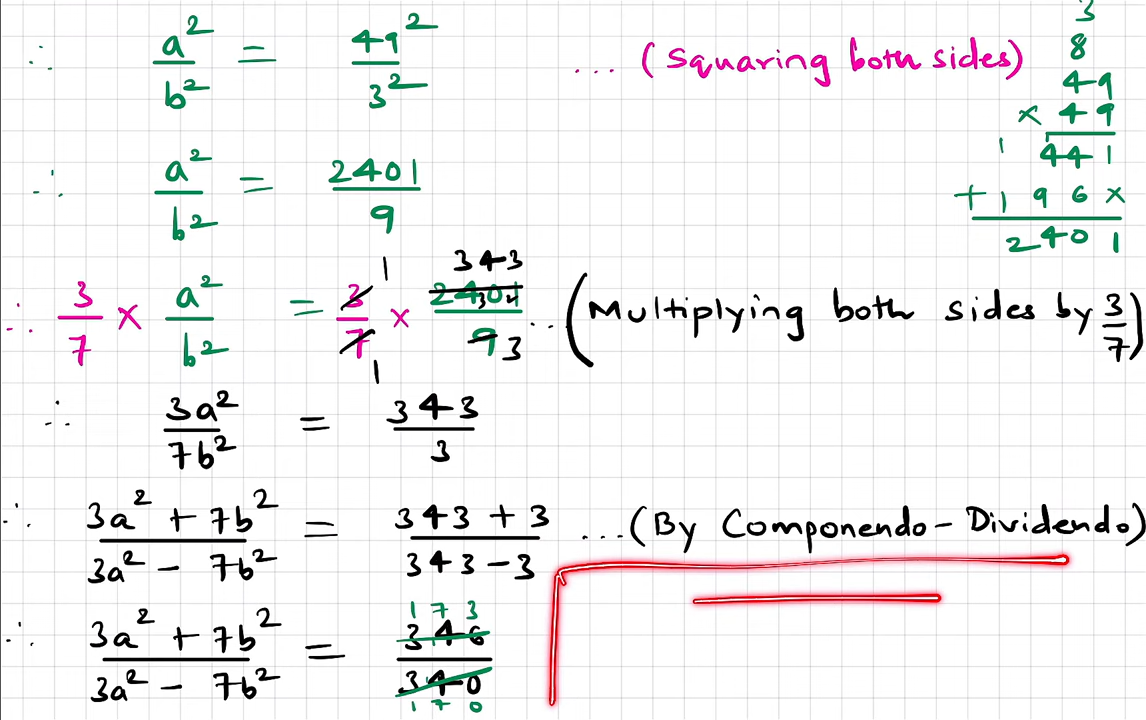 ∴ a²/b² = 49²/3² ... (Squaring both sides)
3
8
49
× 49
1 441
+ 196×
2401
∴ a²/b² = 2401/9
∴ 3/7 × a²/b² = 3/7 × 2401/9 ... (Multiplying both sides by 3/7)
1 343
1 3
∴ 3a²/7b² = 343/3
∴ 3a² + 7b²/3a² - 7b² = 343 + 3/343 - 3 ... (By Componendo - Dividendo)
∴ 3a² + 7b²/3a² - 7b² = 346/340
173
170